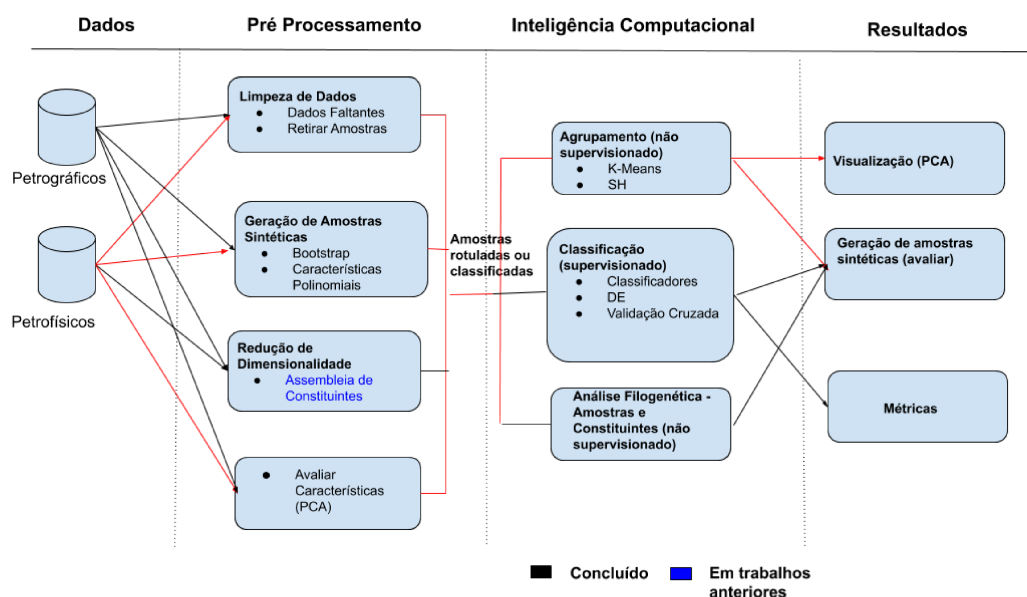 Dados
Pré Processamento
Inteligência Computacional
Resultados
Petrográficos
Petrofísicos
Limpeza de Dados
● Dados Faltantes
● Retirar Amostras
Geração de Amostras
Sintéticas
● Bootstrap
● Características
Polinomiais
Redução de
Dimensionalidade
● Assembleia de
Constituintes
● Avaliar
Características
(PCA)
Amostras
rotuladas ou
classificadas
Agrupamento (não
supervisionado)
● K-Means
● SH
Classificação
(supervisionado)
● Classificadores
● DE
● Validação Cruzada
Análise Filogenética -
Amostras e
Constituintes (não
supervisionado)
Visualização (PCA)
Geração de amostras
sintéticas (avaliar)
Métricas
Concluído
Em trabalhos
anteriores